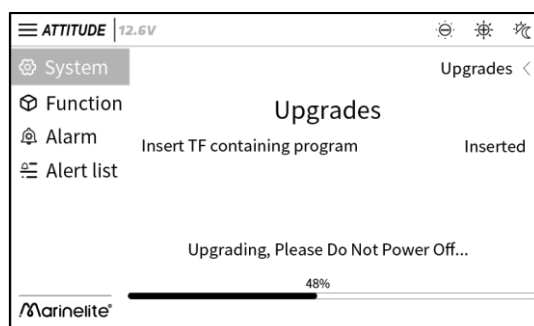 ATTITUDE 12.6V
System
Upgrades
Function
Upgrades
Alarm
Insert TF containing program Inserted
Alert list
Upgrading, Please Do Not Power Off...
48%
Marinelite®